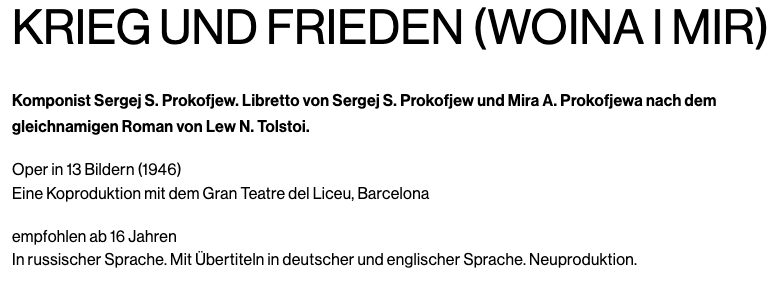 KRIEG UND FRIEDEN (WOINA I MIR)
Komponist Sergej S. Prokofjew. Libretto von Sergej S. Prokofjew und Mira A. Prokofjewa nach dem
gleichnamigen Roman von Lew N. Tolstoi.
Oper in 13 Bildern (1946)
Eine Koproduktion mit dem Gran Teatre del Liceu, Barcelona
empfohlen ab 16 Jahren
In russischer Sprache. Mit Übertiteln in deutscher und englischer Sprache. Neuproduktion.